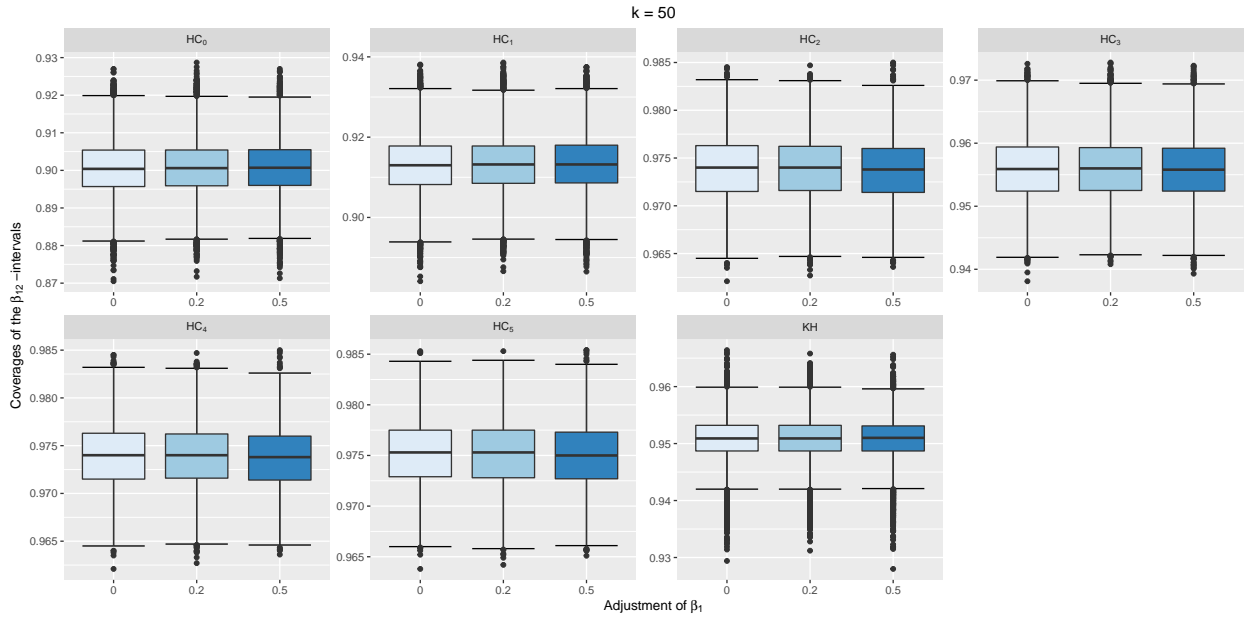 k = 50
Coverages of the β₁₂−intervals
HC₀ HC₁ HC₂ HC₃
0.93 0.94 0.985 0.97
0.92 0.92 0.980 0.96
0.91 0.90 0.975 0.95
0.90 0.970 0.94
0.89 0.965
0.88
0.87
0 0.2 0.5 0 0.2 0.5 0 0.2 0.5 0 0.2 0.5
HC₄ HC₅ KH
0.985 0.985 0.96
0.980 0.980 0.95
0.975 0.975 0.94
0.970 0.970 0.93
0.965 0.965
0 0.2 0.5 0 0.2 0.5 0 0.2 0.5
Adjustment of β₁